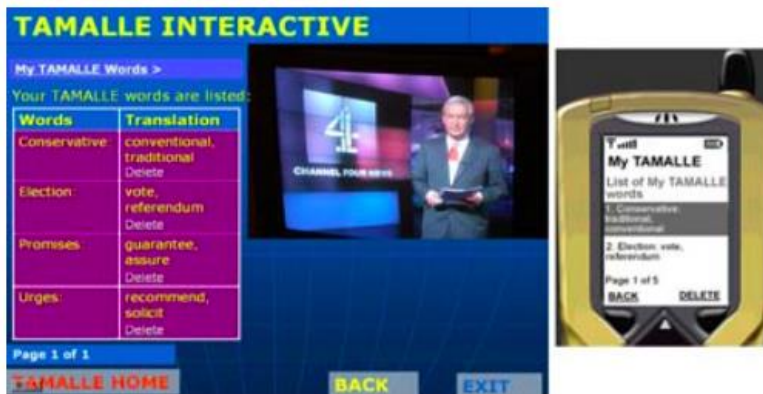 TAMALLE INTERACTIVE
My TAMALLE Words >
Your TAMALLE words are listed:
Words Translation
Conservative: conventional,
traditional
Delete
Election: vote,
referendum
Delete
Promises: guarantee,
assure
Delete
Urges: recommend,
solicit
Delete
Page 1 of 1
TAMALLE HOME
BACK
EXIT
4
CHANNEL FOUR NEWS
My TAMALLE
List of My TAMALLE
words
1. Conservative:
traditional,
conventional
2. Election: vote,
referendum
Page 1 of 5
BACK DELETE